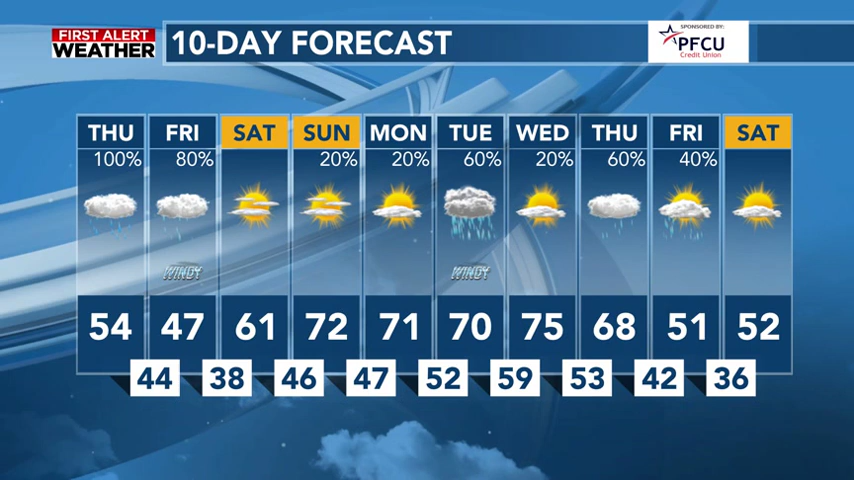 FIRST ALERT
WEATHER
10-DAY FORECAST
SPONSORED BY:
PFCU
Credit Union
THU FRI SAT SUN MON TUE WED THU FRI SAT
100% 80% 20% 20% 60% 20% 60% 40%
WINDY WINDY
54 47 61 72 71 70 75 68 51 52
44 38 46 47 52 59 53 42 36